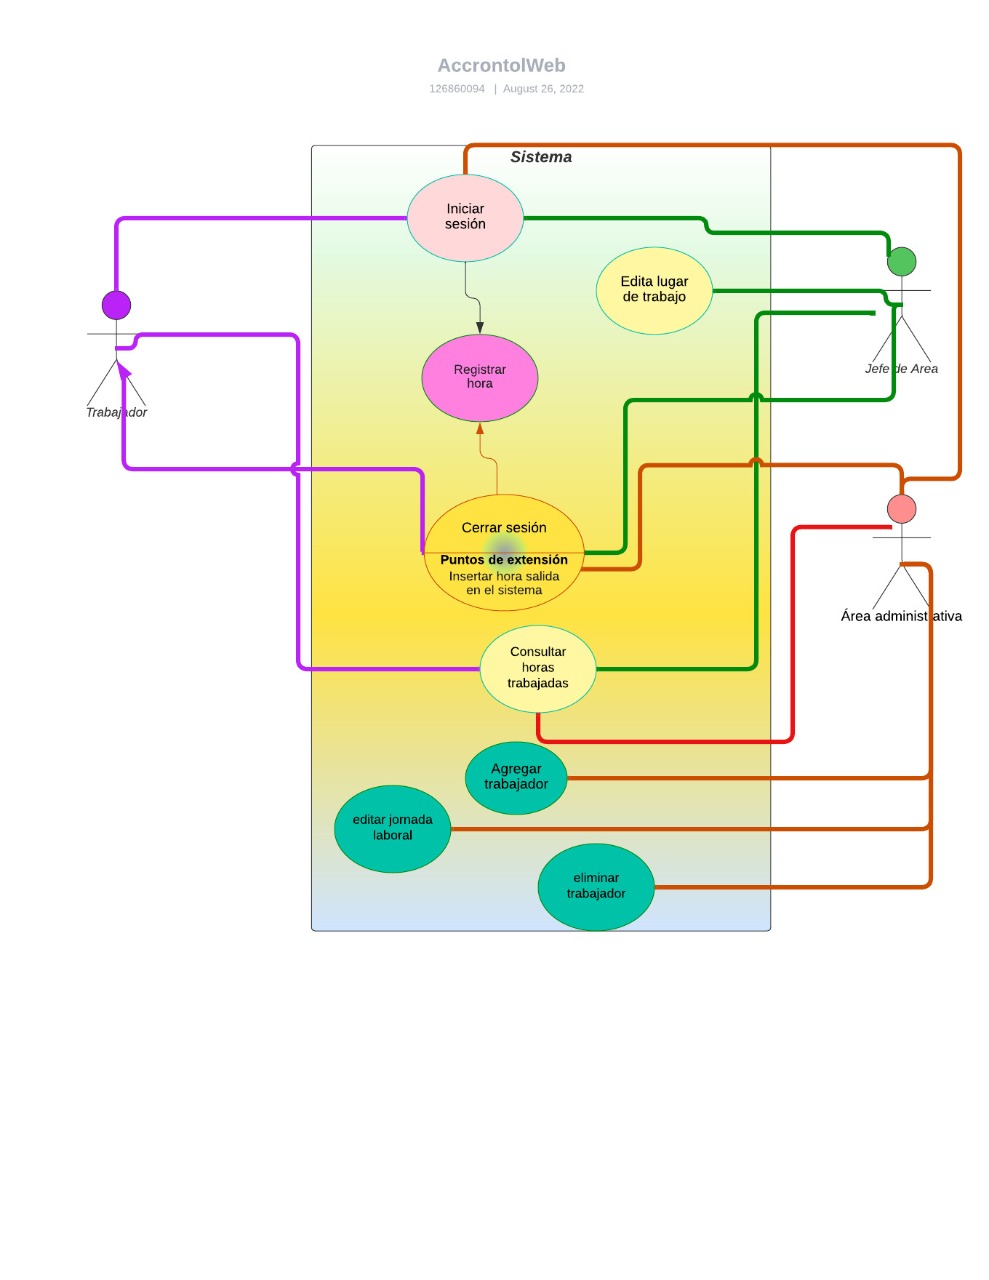 AccrontolWeb
126860094 | August 26, 2022
Sistema
Iniciar
sesión
Edita lugar
de trabajo
Registrar
hora
Jefe de Area
Trabajador
Cerrar sesión
Puntos de extensión
Insertar hora salida
en el sistema
Área administrativa
Consultar
horas
trabajadas
Agregar
trabajador
editar jornada
laboral
eliminar
trabajador